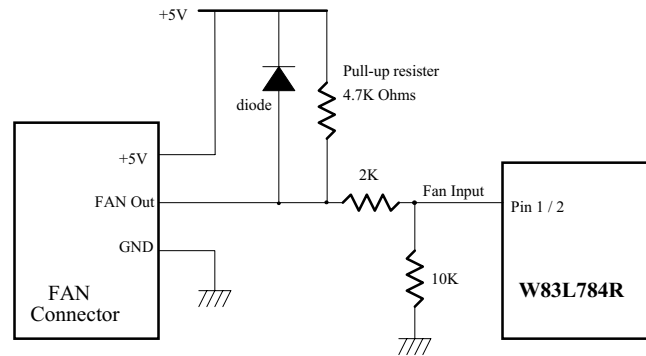 +5V
Pull-up resister
4.7K Ohms
diode
+5V
2K
Fan Input
FAN Out
Pin 1 / 2
GND
10K
W83L784R
FAN
Connector